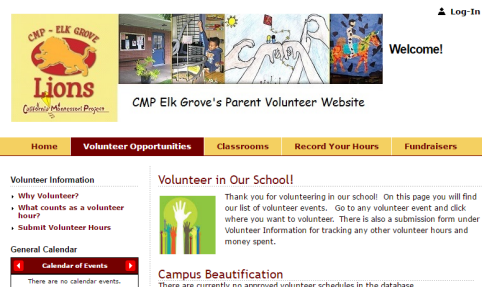 Log-In
CMP - ELK GROVE
Lions
California Montessori Project
Welcome!
CMP Elk Grove's Parent Volunteer Website
Home Volunteer Opportunities Classrooms Record Your Hours Fundraisers
Volunteer Information
Why Volunteer?
What counts as a volunteer
hour?
Submit Volunteer Hours
General Calendar
Calendar of Events
There are no calendar events.
Volunteer in Our School!
Thank you for volunteering in our school! On this page you will find
our list of volunteer events. Go to any volunteer event and click
where you want to volunteer. There is also a submission form under
Volunteer Information for tracking any other volunteer hours and
money spent.
Campus Beautification
There are currently no approved volunteer schedules in the database.